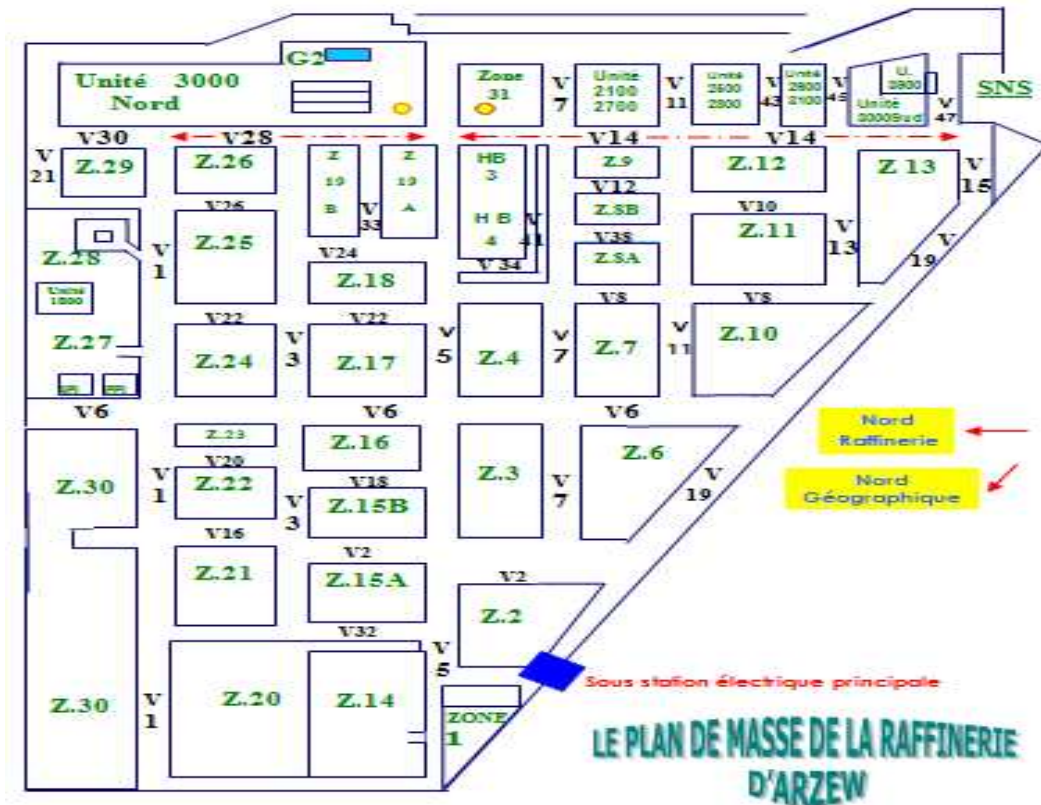 G2
Unité 3000
Nord
Zone
31
V
7
Unité
2100
2700
V
11
Unité
V
43
V
45
U.
Unité
3000Sud
V
47
SNS
V30
V28
V14
V14
V
21
Z.29
Z.26
Z
19
B
V
33
Z
19
A
HB
3
H B
4
V
41
Z.9
Z.12
Z 13
V
15
V12
V26
Z.8B
V10
Z.28
V
1
Z.25
V24
V38
Z.11
V
13
V
19
V 34
Z.8A
Unité
Z.18
V8
V8
V22
V22
Z.27
Z.24
V
3
Z.17
V
5
Z.4
V
7
Z.7
V
11
Z.10
V6
V6
V6
Nord
Raffinerie
Z.23
Z.16
Z.6
V20
Z.3
Z.30
V
1
Z.22
V18
V
7
V
19
Nord
Géographique
V
3
Z.15B
V16
V2
Z.21
Z.15A
V2
Z.2
V32
V
5
Sous station électrique principale
Z.30
V
1
Z.20
Z.14
ZONE
1
LE PLAN DE MASSE DE LA RAFFINERIE
D'ARZEW